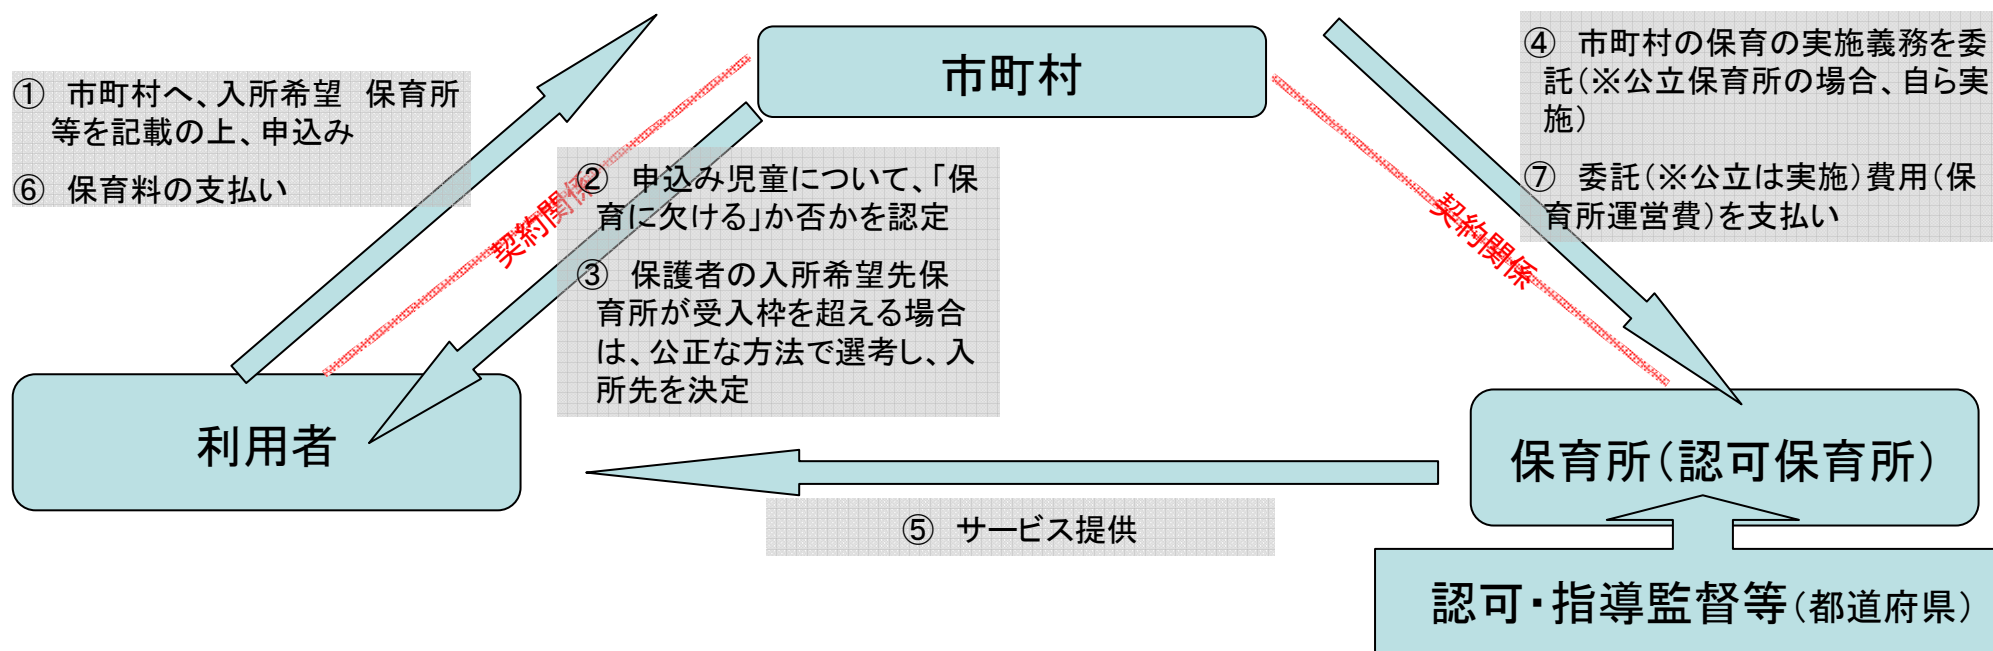 市町村
① 市町村へ、入所希望 保育所
等を記載の上、申込み
⑥ 保育料の支払い
契約関係
② 申込み児童について、「保
育に欠ける」か否かを認定
③ 保護者の入所希望先保
育所が受入枠を超える場合
は、公正な方法で選考し、入
所先を決定
④ 市町村の保育の実施義務を委
託(※公立保育所の場合、自ら実
施)
⑦ 委託(※公立は実施)費用(保
育所運営費)を支払い
契約関係
利用者
保育所(認可保育所)
⑤ サービス提供
認可・指導監督等(都道府県)